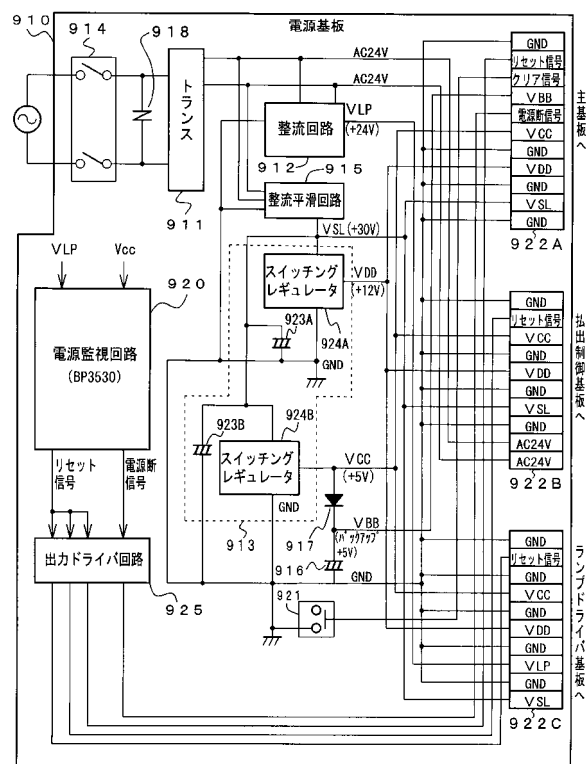 910
914
918
電源基板
トランス
911
AC24V
AC24V
整流回路
912
VLP
(+24V)
915
整流平滑回路
VSL(+30V)
スイッチング
レギュレータ
VDD
(+12V)
923A
924A
GND
VLP
Vcc
920
電源監視回路
(BP3530)
リセット
信号
電源断
信号
出力ドライバ回路
925
923B
924B
スイッチング
レギュレータ
GND
913
VCC
(+5V)
917
VBB
(バックアップ
+5V)
916
GND
921
GND
リセット信号
クリア信号
VBB
電源断信号
VCC
GND
VDD
GND
VSL
GND
922A
主基板へ
GND
リセット信号
VCC
GND
VDD
GND
VSL
GND
AC24V
AC24V
922B
払出制御基板へ
GND
リセット信号
GND
VCC
GND
VDD
GND
VLP
GND
VSL
922C
ランプドライバ基板へ